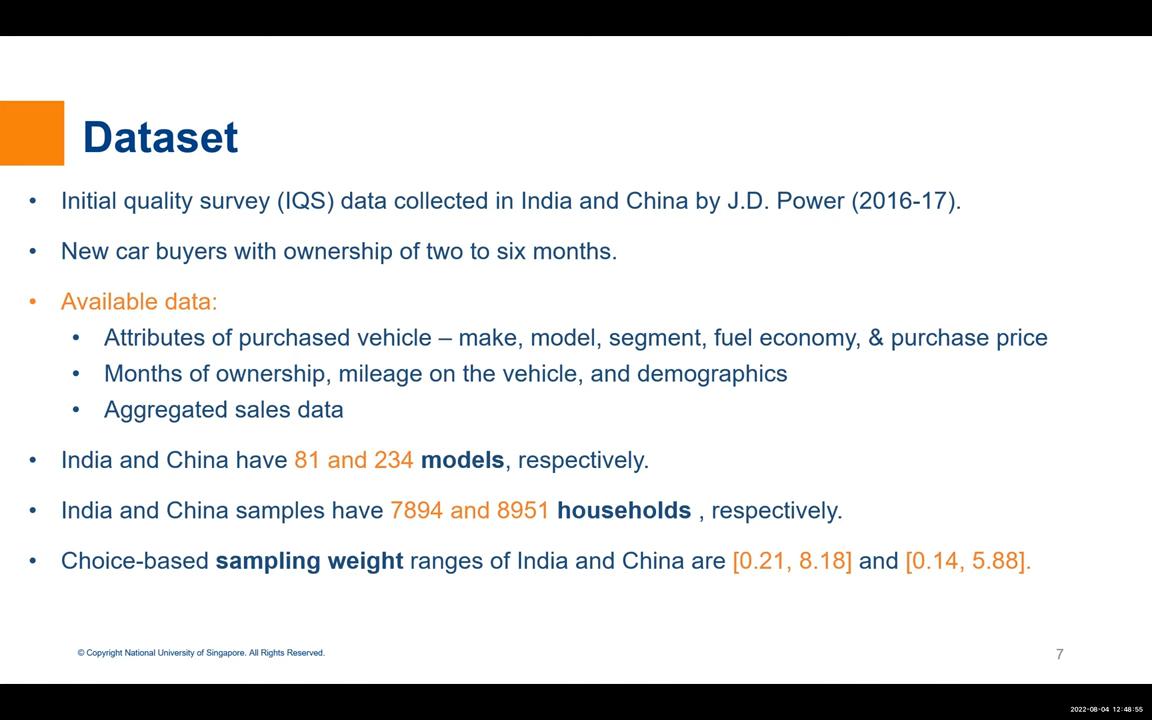 Dataset
• Initial quality survey (IQS) data collected in India and China by J.D. Power (2016-17).
• New car buyers with ownership of two to six months.
• Available data:
• Attributes of purchased vehicle – make, model, segment, fuel economy, & purchase price
• Months of ownership, mileage on the vehicle, and demographics
• Aggregated sales data
• India and China have 81 and 234 models, respectively.
• India and China samples have 7894 and 8951 households , respectively.
• Choice-based sampling weight ranges of India and China are [0.21, 8.18] and [0.14, 5.88].
© Copyright National University of Singapore. All Rights Reserved.
7
2022-08-04 12:48:55